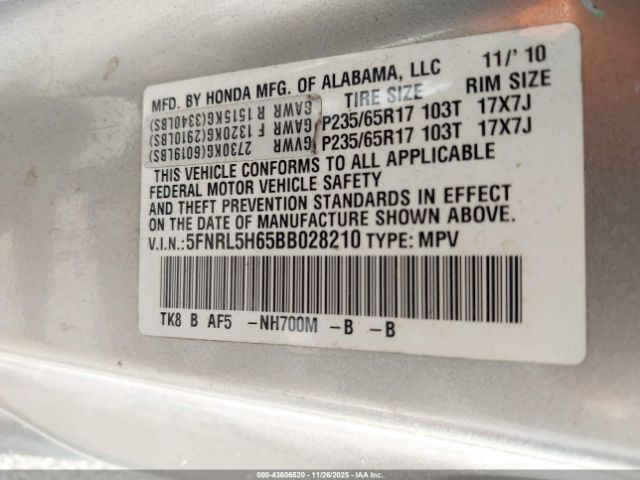 MFD. BY HONDA MFG. OF ALABAMA, LLC 11/' 10
TIRE SIZE RIM SIZE
GVWR 2730KG(6019LBS)
GAWR F 1320KG(2910LBS) P235/65R17 103T 17X7J
GAWR R 1515KG(3340LBS) P235/65R17 103T 17X7J
THIS VEHICLE CONFORMS TO ALL APPLICABLE
FEDERAL MOTOR VEHICLE SAFETY
AND THEFT PREVENTION STANDARDS IN EFFECT
ON THE DATE OF MANUFACTURE SHOWN ABOVE.
V.I.N.: 5FNRL5H65BB028210 TYPE: MPV
TK8 B AF5 -NH700M -B -B
000-43806520 | 11/26/2025 | IAAI.COM